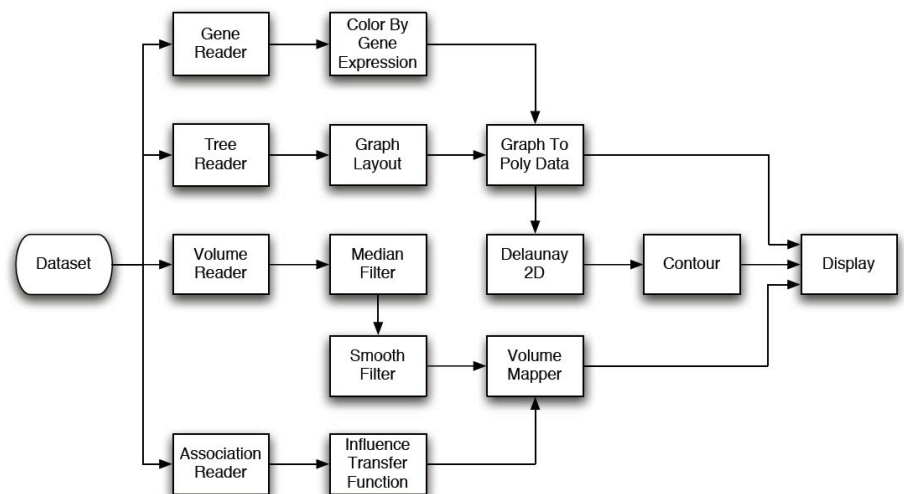 Gene
Reader
Color By
Gene
Expression
Tree
Reader
Graph
Layout
Graph To
Poly Data
Dataset
Volume
Reader
Median
Filter
Delaunay
2D
Contour
Display
Smooth
Filter
Volume
Mapper
Association
Reader
Influence
Transfer
Function